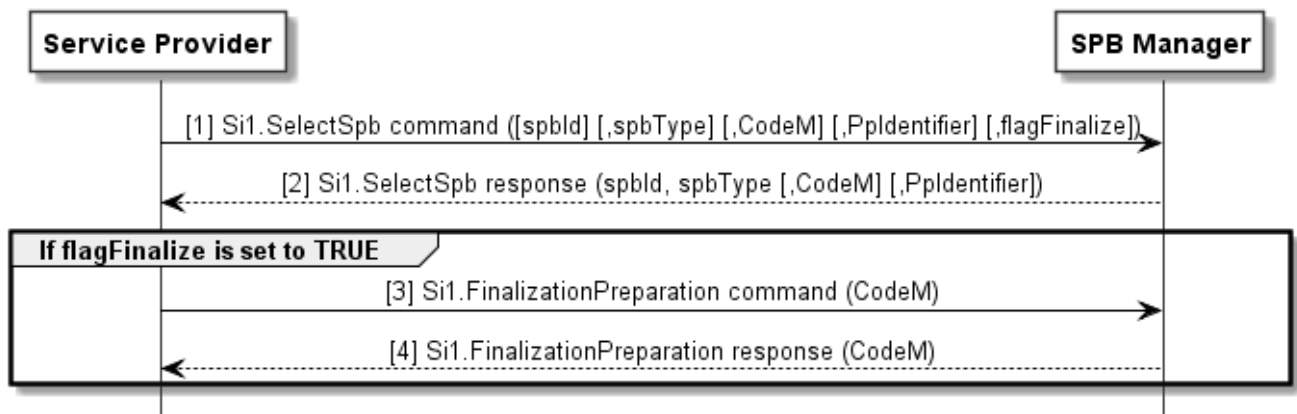 Service Provider
SPB Manager
[1] Si1.SelectSpb command ([spbId] [,spbType] [,CodeM] [,PpIdentifier] [,flagFinalize])
[2] Si1.SelectSpb response (spbId, spbType [,CodeM] [,PpIdentifier])
If flagFinalize is set to TRUE
[3] Si1.FinalizationPreparation command (CodeM)
[4] Si1.FinalizationPreparation response (CodeM)